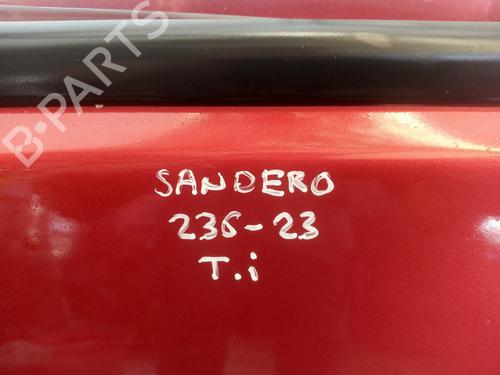 B-PARTS
SANDERO
236-23
T.i